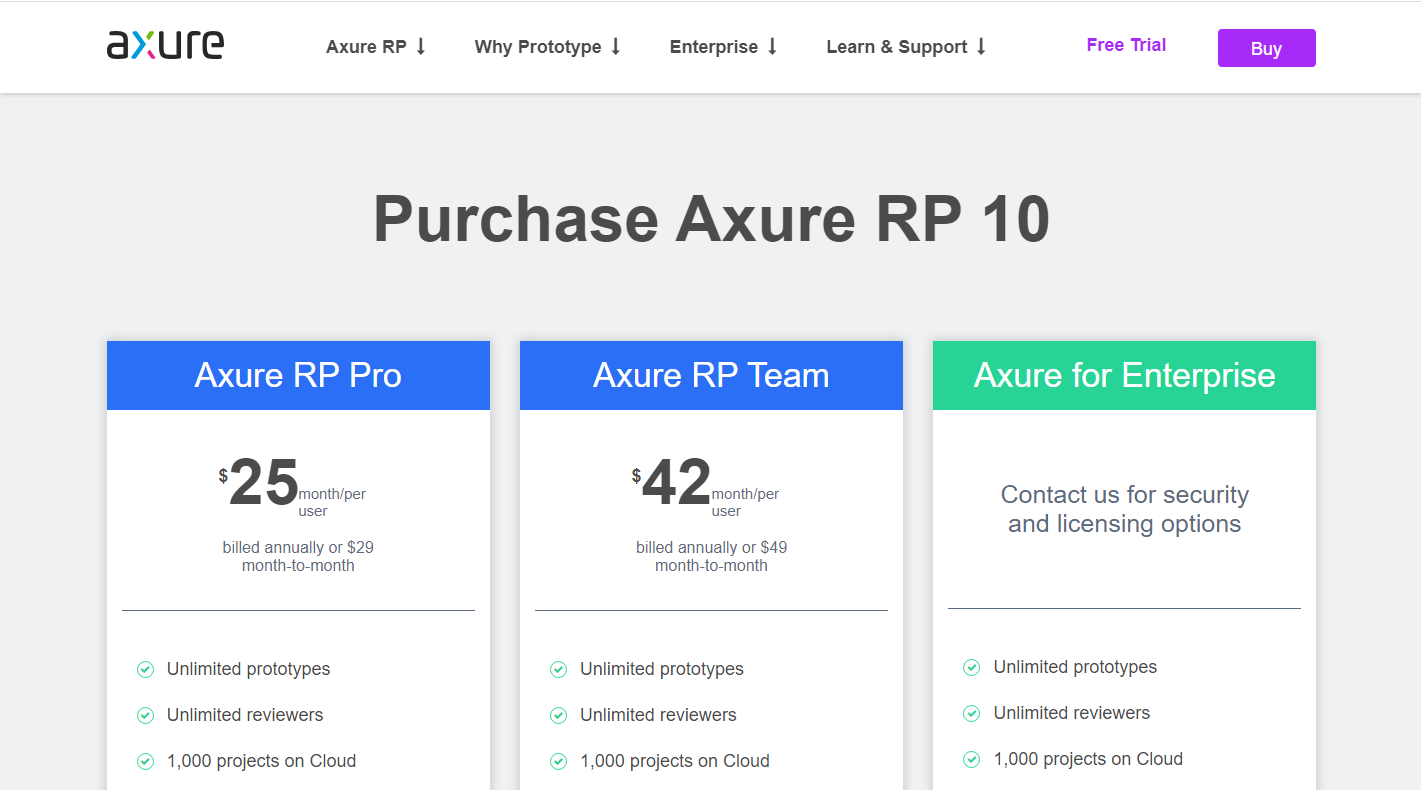 axure
Axure RP
Why Prototype
Enterprise
Learn & Support
Free Trial
Buy
Purchase Axure RP 10
Axure RP Pro
$25 month/per
user
billed annually or $29
month-to-month
Unlimited prototypes
Unlimited reviewers
1,000 projects on Cloud
Axure RP Team
$42 month/per
user
billed annually or $49
month-to-month
Unlimited prototypes
Unlimited reviewers
1,000 projects on Cloud
Axure for Enterprise
Contact us for security
and licensing options
Unlimited prototypes
Unlimited reviewers
1,000 projects on Cloud